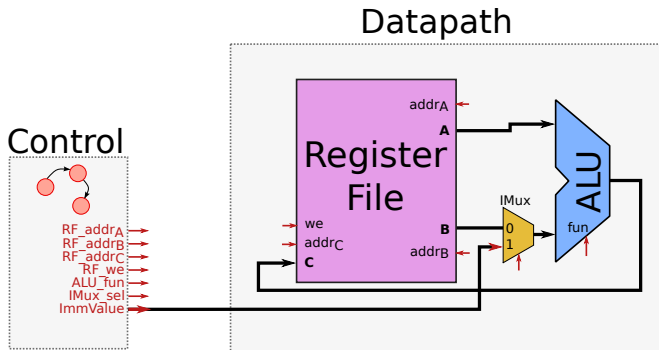 Datapath
Control
RF_addrA
RF_addrB
RF_addrC
RF_we
ALU_fun
IMux_sel
ImmValue
Register
File
addrA
A
we
addrC
C
B
addrB
IMux
0
1
ALU
fun